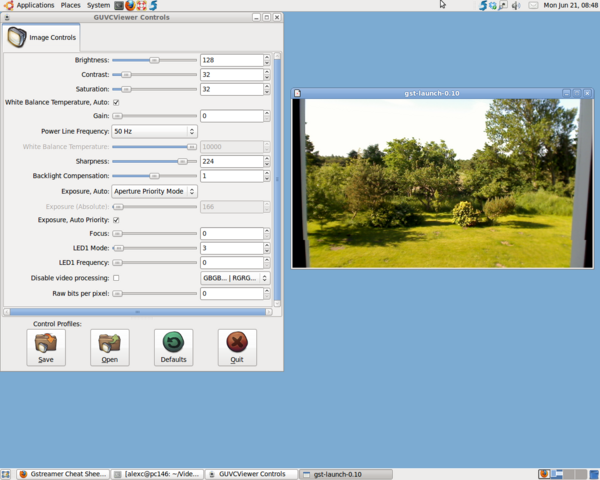 Applications Places System
Mon Jun 21, 08:48
GUVCViewer Controls
Image Controls
Brightness: 128
Contrast: 32
Saturation: 32
White Balance Temperature, Auto:
Gain: 0
Power Line Frequency: 50 Hz
White Balance Temperature: 10000
Sharpness: 224
Backlight Compensation: 1
Exposure, Auto: Aperture Priority Mode
Exposure (Absolute): 166
Exposure, Auto Priority:
Focus: 0
LED1 Mode: 3
LED1 Frequency: 0
Disable video processing: GBGB... | RGRG...
Raw bits per pixel: 0
Control Profiles:
Save Open Defaults Quit
gst-launch-0.10
Gstreamer Cheat Shee... [alexc@pc146: ~/Vide... GUVCViewer Controls gst-launch-0.10